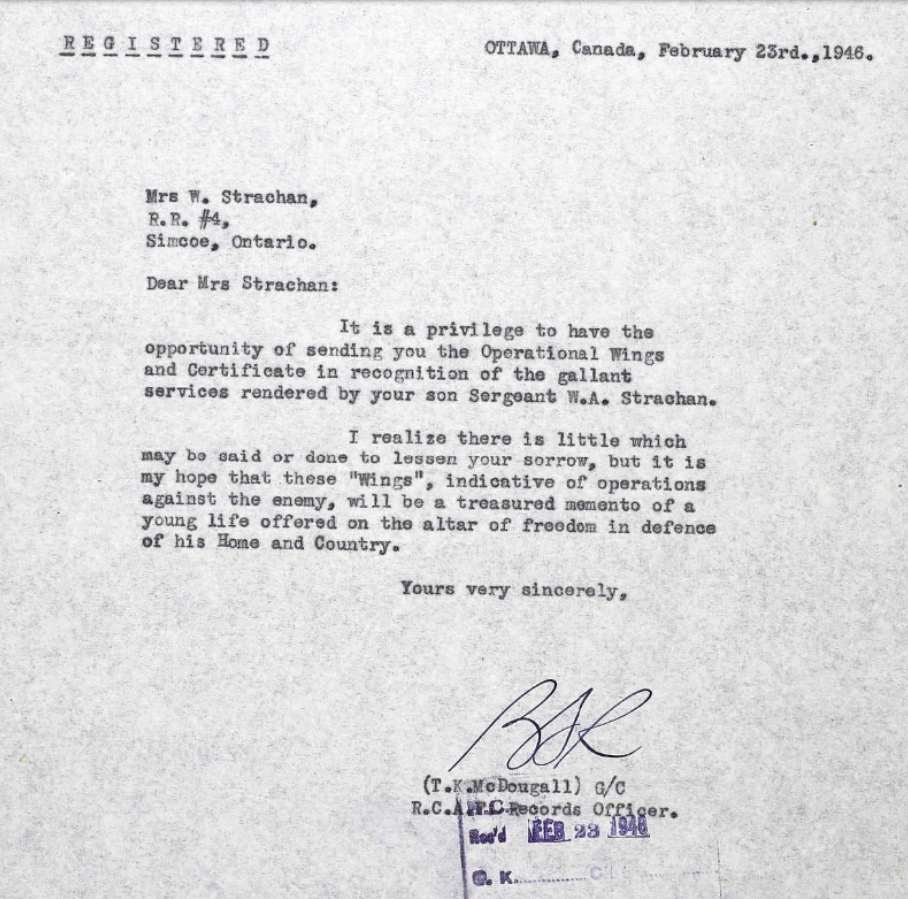 REGISTERED
OTTAWA, Canada, February 23rd.,1946.
Mrs W. Strachan,
R.R. #4,
Simcoe, Ontario.
Dear Mrs Strachan:
It is a privilege to have the
opportunity of sending you the Operational Wings
and Certificate in recognition of the gallant
services rendered by your son Sergeant W.A. Strachan.
I realize there is little which
may be said or done to lessen your sorrow, but it is
my hope that these "Wings", indicative of operations
against the enemy, will be a treasured memento of a
young life offered on the altar of freedom in defence
of his Home and Country.
Yours very sincerely,
(T.K.McDougall) G/C
R.C.A.F. Records Officer.
Rec'd FEB 23 1946